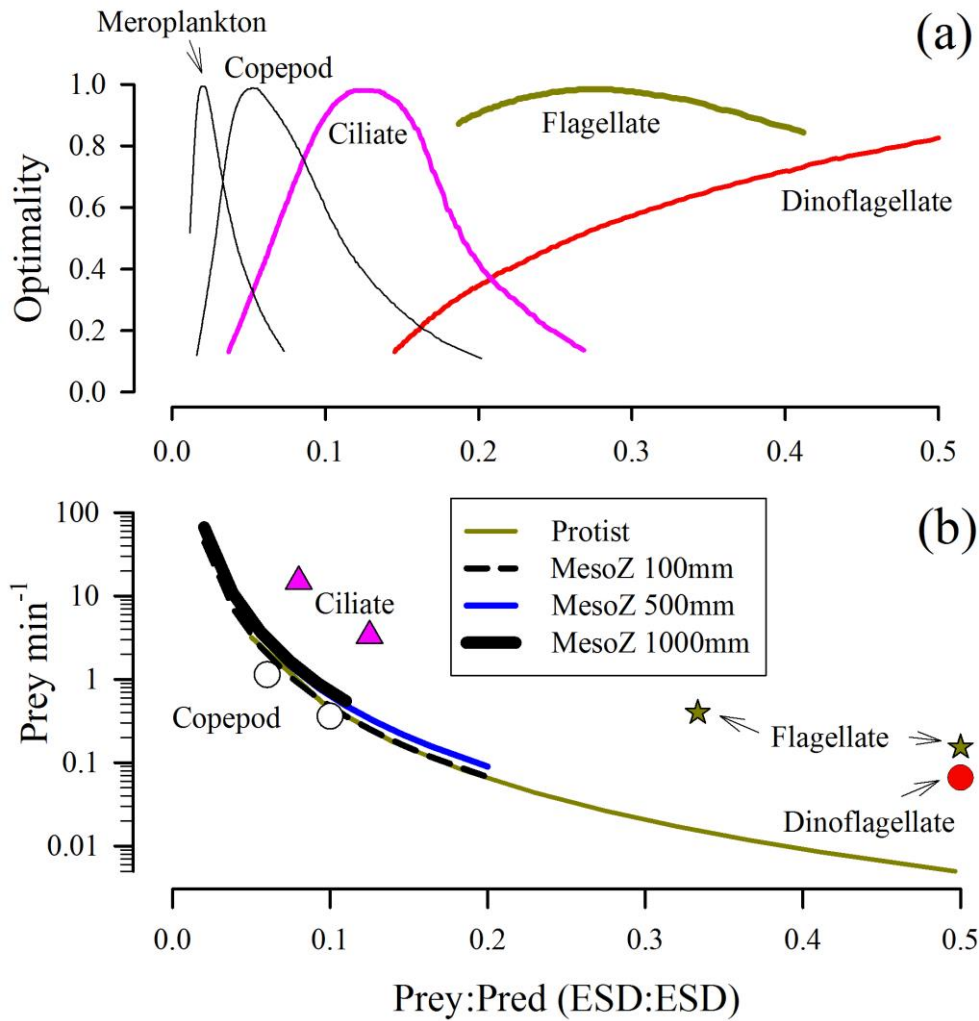 (a)
Meroplankton
Copepod
Ciliate
Flagellate
Dinoflagellate
Optimality
1.0
0.8
0.6
0.4
0.2
0.0
0.0 0.1 0.2 0.3 0.4 0.5
(b)
Protist
MesoZ 100mm
MesoZ 500mm
MesoZ 1000mm
Ciliate
Copepod
Flagellate
Dinoflagellate
Prey min⁻¹
100
10
1
0.1
0.01
0.0 0.1 0.2 0.3 0.4 0.5
Prey:Pred (ESD:ESD)